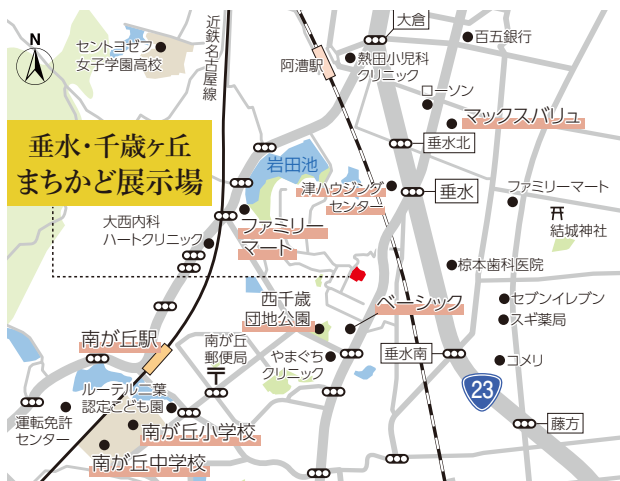 N
セントヨゼフ
女子学園高校
近鉄名古屋線
大倉
百五銀行
阿漕駅
熱田小児科
クリニック
ローソン
マックスバリュ
垂水・千歳ヶ丘
まちかど展示場
垂水北
岩田池
津ハウジング
センター
垂水
ファミリーマート
結城神社
大西内科
ハートクリニック
ファミリー
マート
椋本歯科医院
西千歳
団地公園
ベーシック
セブンイレブン
スギ薬局
南が丘駅
南が丘
郵便局
やまぐち
クリニック
垂水南
コメリ
23
ルーテル二葉
認定こども園
運転免許
センター
南が丘小学校
南が丘中学校
藤方